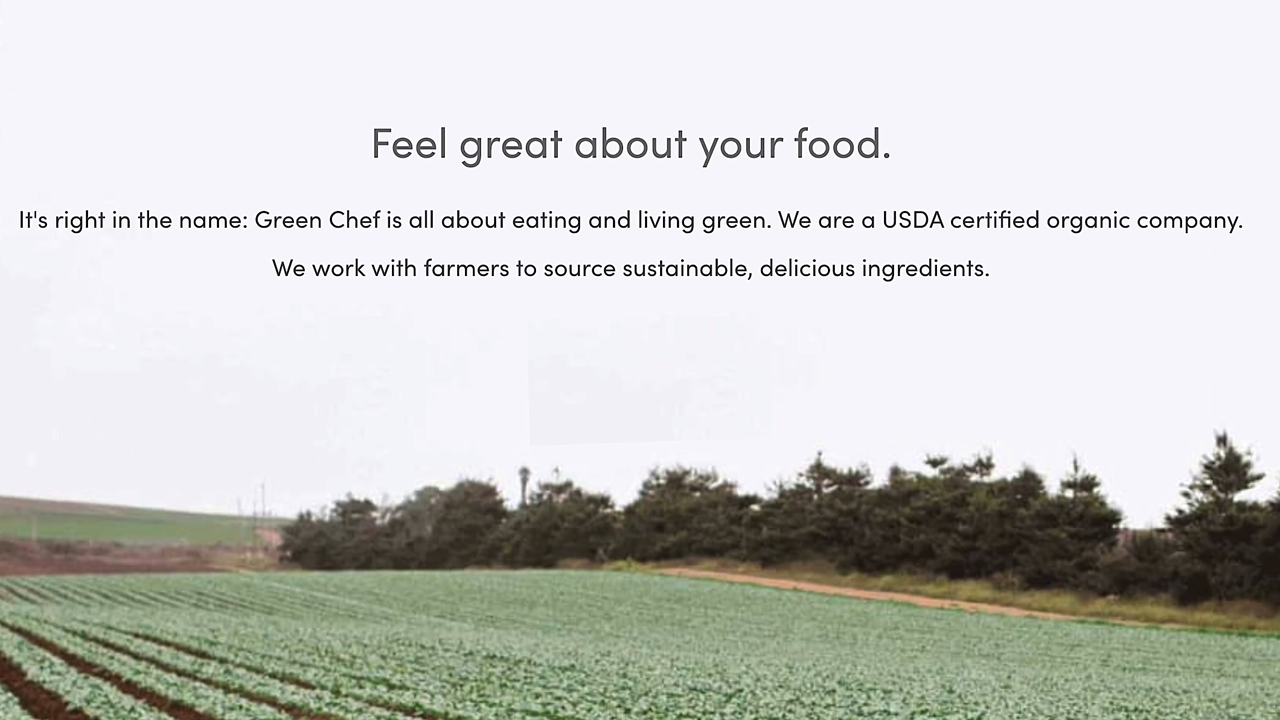 Feel great about your food.
It's right in the name: Green Chef is all about eating and living green. We are a USDA certified organic company.
We work with farmers to source sustainable, delicious ingredients.